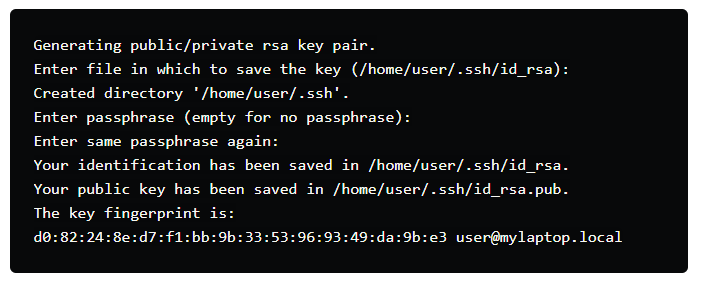 Generating public/private rsa key pair.
Enter file in which to save the key (/home/user/.ssh/id_rsa):
Created directory '/home/user/.ssh'.
Enter passphrase (empty for no passphrase):
Enter same passphrase again:
Your identification has been saved in /home/user/.ssh/id_rsa.
Your public key has been saved in /home/user/.ssh/id_rsa.pub.
The key fingerprint is:
d0:82:24:8e:d7:f1:bb:9b:33:53:96:93:49:da:9b:e3 user@mylaptop.local